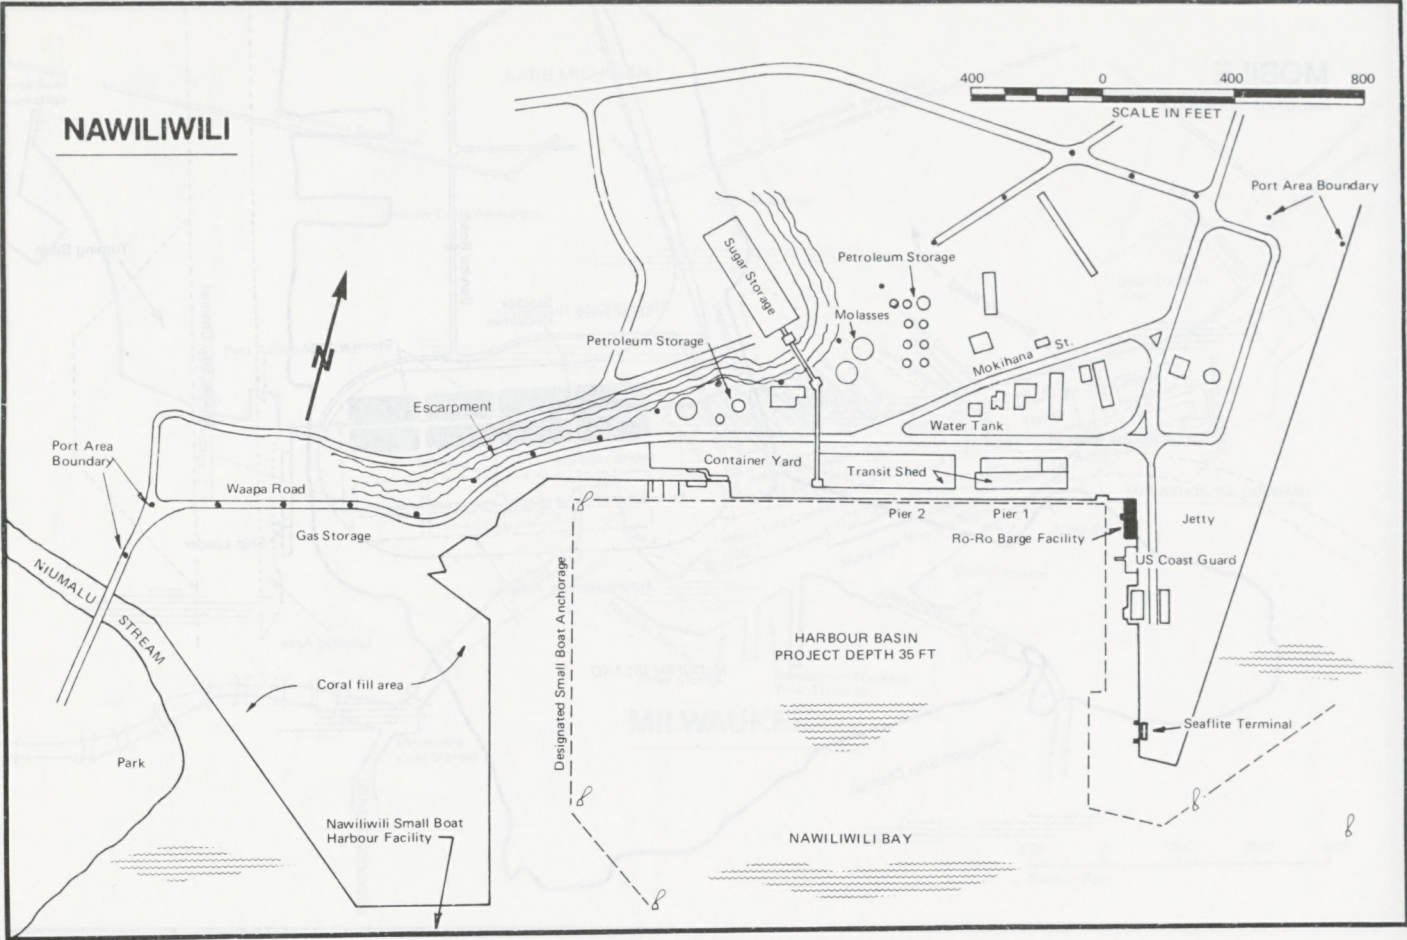 NAWILIWILI
400 0 400 800
SCALE IN FEET
Port Area Boundary
Sugar Storage
Petroleum Storage
Molasses
Petroleum Storage
Mokihana St.
Escarpment
Water Tank
Port Area
Boundary
Container Yard
Transit Shed
Waapa Road
Pier 2
Pier 1
Jetty
Gas Storage
Ro-Ro Barge Facility
US Coast Guard
NIUMALU
STREAM
Designated Small Boat Anchorage
HARBOUR BASIN
PROJECT DEPTH 35 FT
Coral fill area
Seaflite Terminal
Park
Nawiliwili Small Boat
Harbour Facility
NAWILIWILI BAY
N
MOBILE
MILWAUKE